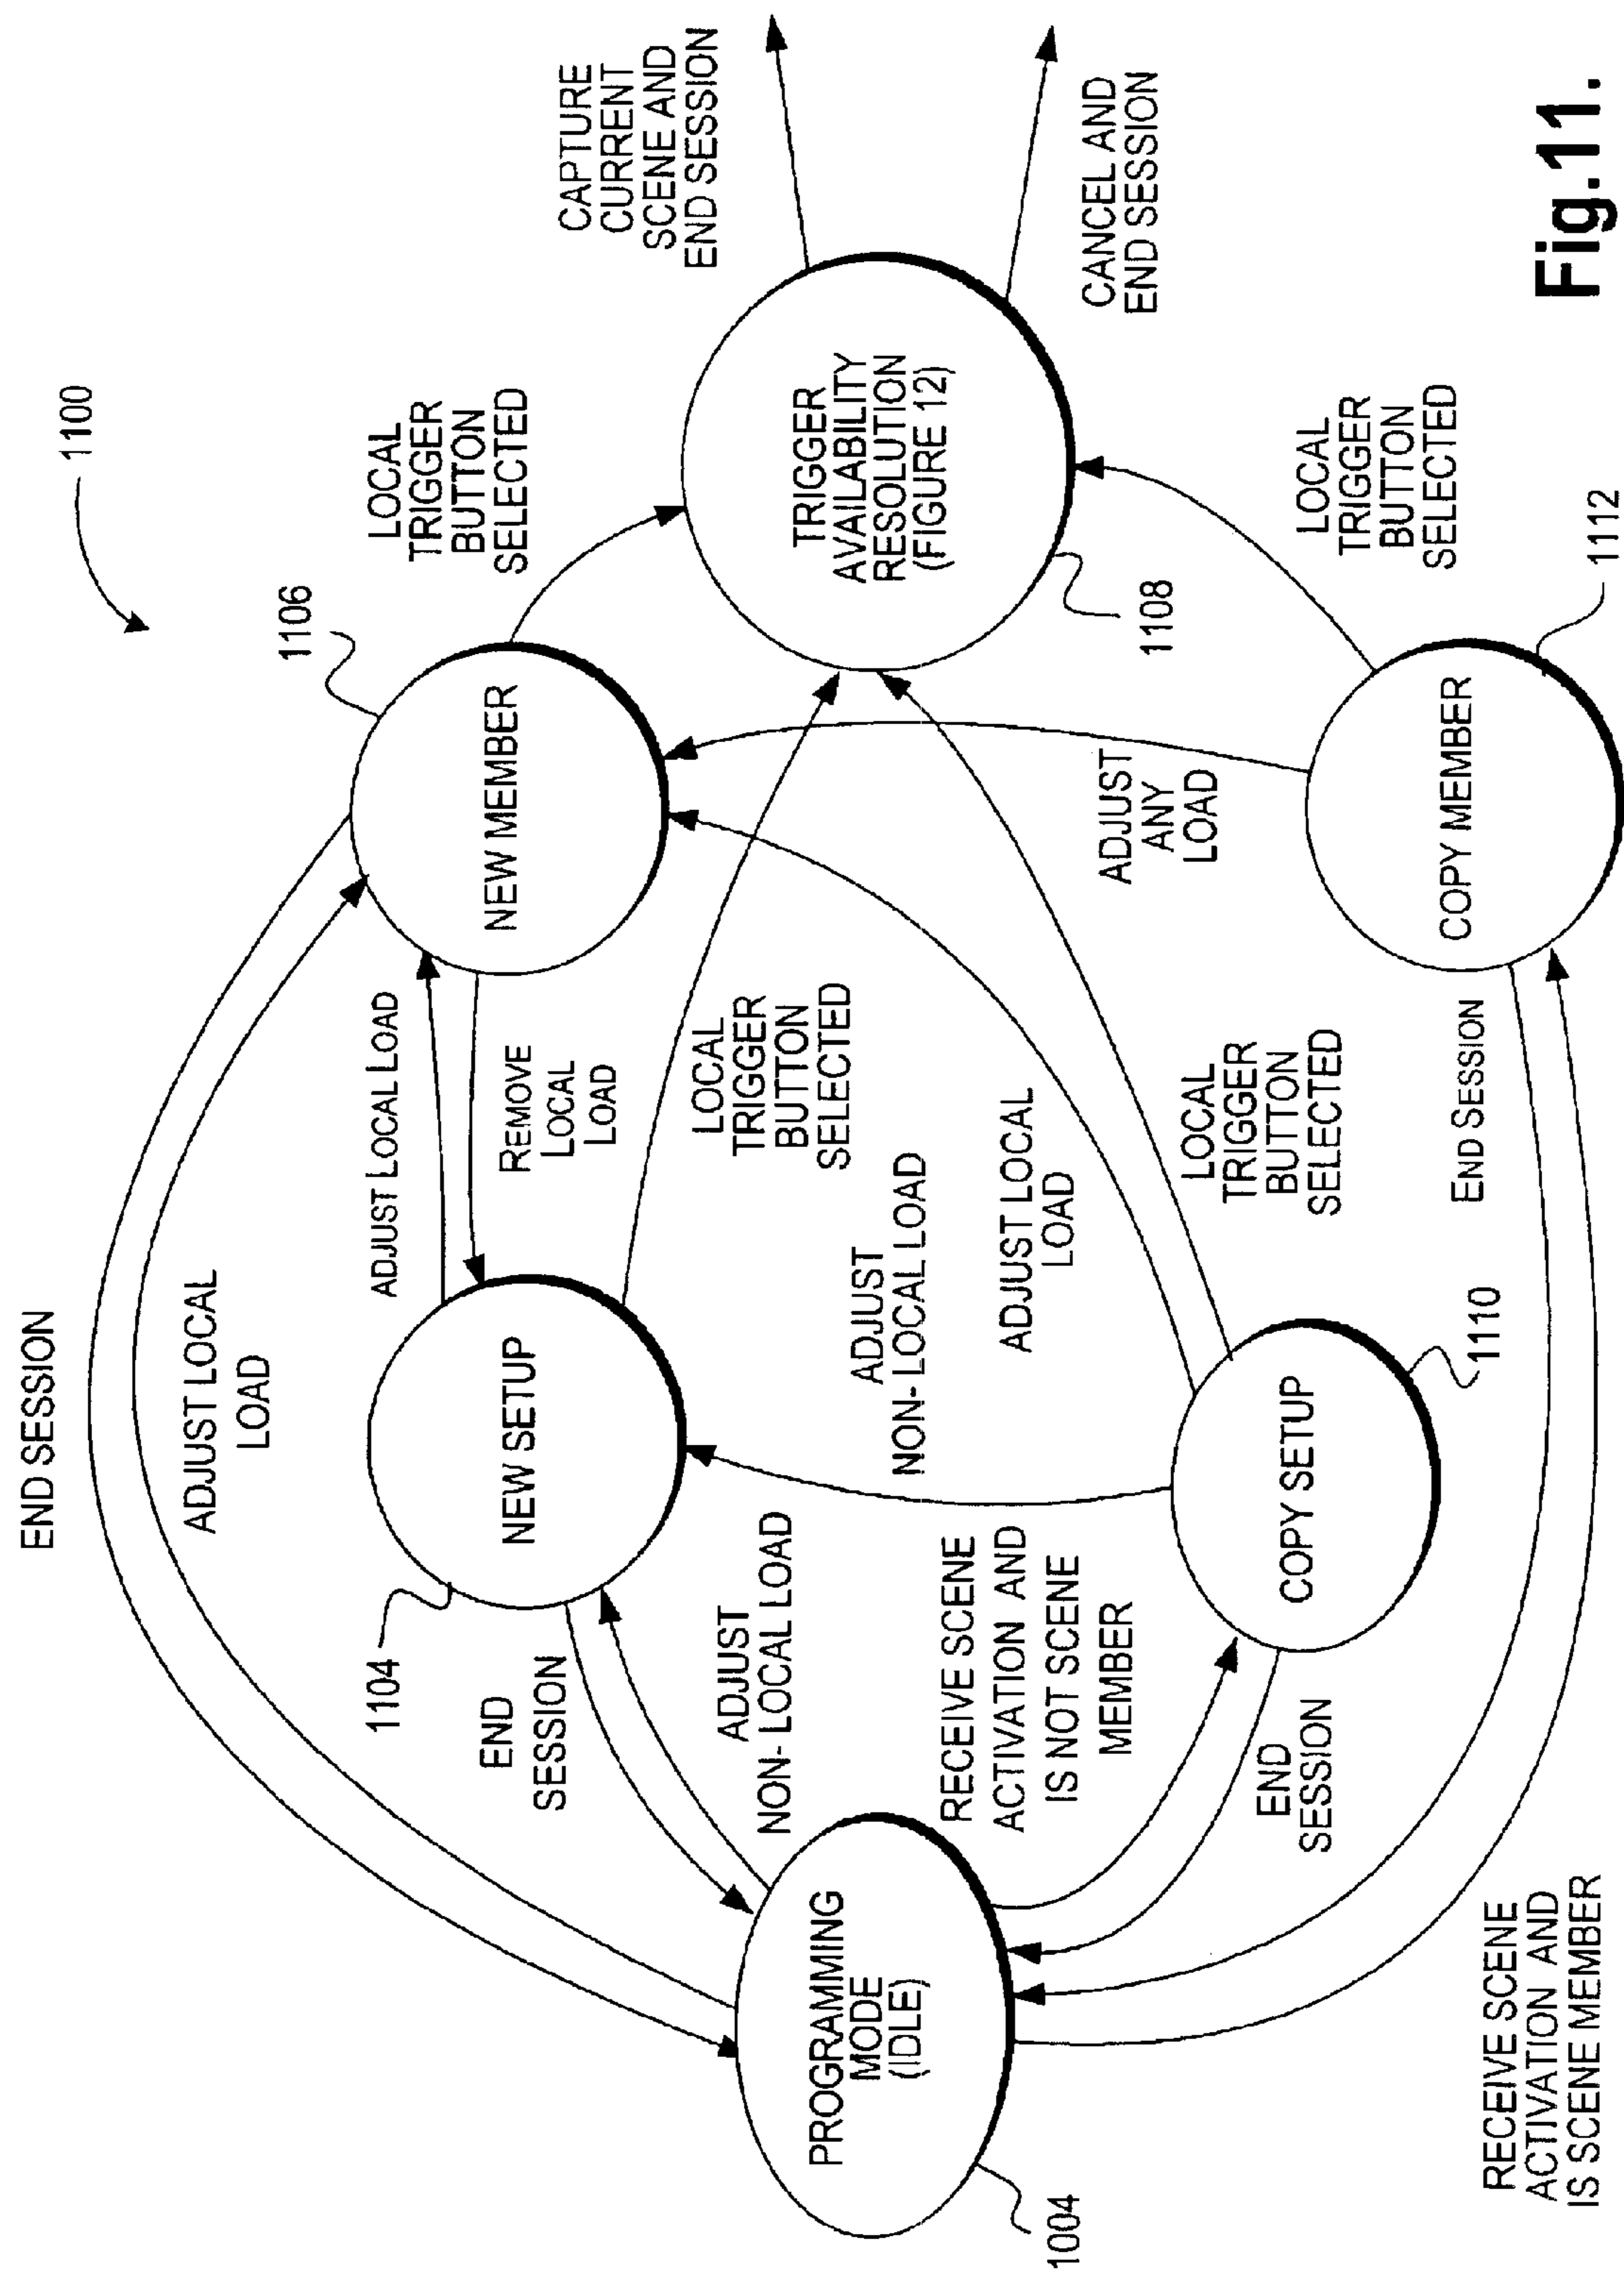 1100
END SESSION
ADJUST LOCAL
LOAD
1104
NEW SETUP
ADJUST LOCAL LOAD
REMOVE
LOCAL
LOAD
1106
NEW MEMBER
LOCAL
TRIGGER
BUTTON
SELECTED
CAPTURE
CURRENT
SCENE AND
END SESSION
END
SESSION
ADJUST
NON-LOCAL LOAD
LOCAL
TRIGGER
BUTTON
SELECTED
TRIGGER
AVAILABILITY
RESOLUTION
(FIGURE 12)
1108
CANCEL AND
END SESSION
PROGRAMMING
MODE
(IDLE)
1004
RECEIVE SCENE
ACTIVATION AND
IS NOT SCENE
MEMBER
ADJUST
NON-LOCAL LOAD
ADJUST LOCAL
LOAD
ADJUST
ANY
LOAD
LOCAL
TRIGGER
BUTTON
SELECTED
END
SESSION
COPY SETUP
1110
LOCAL
TRIGGER
BUTTON
SELECTED
END SESSION
COPY MEMBER
1112
RECEIVE SCENE
ACTIVATION AND
IS SCENE MEMBER
Fig.11.